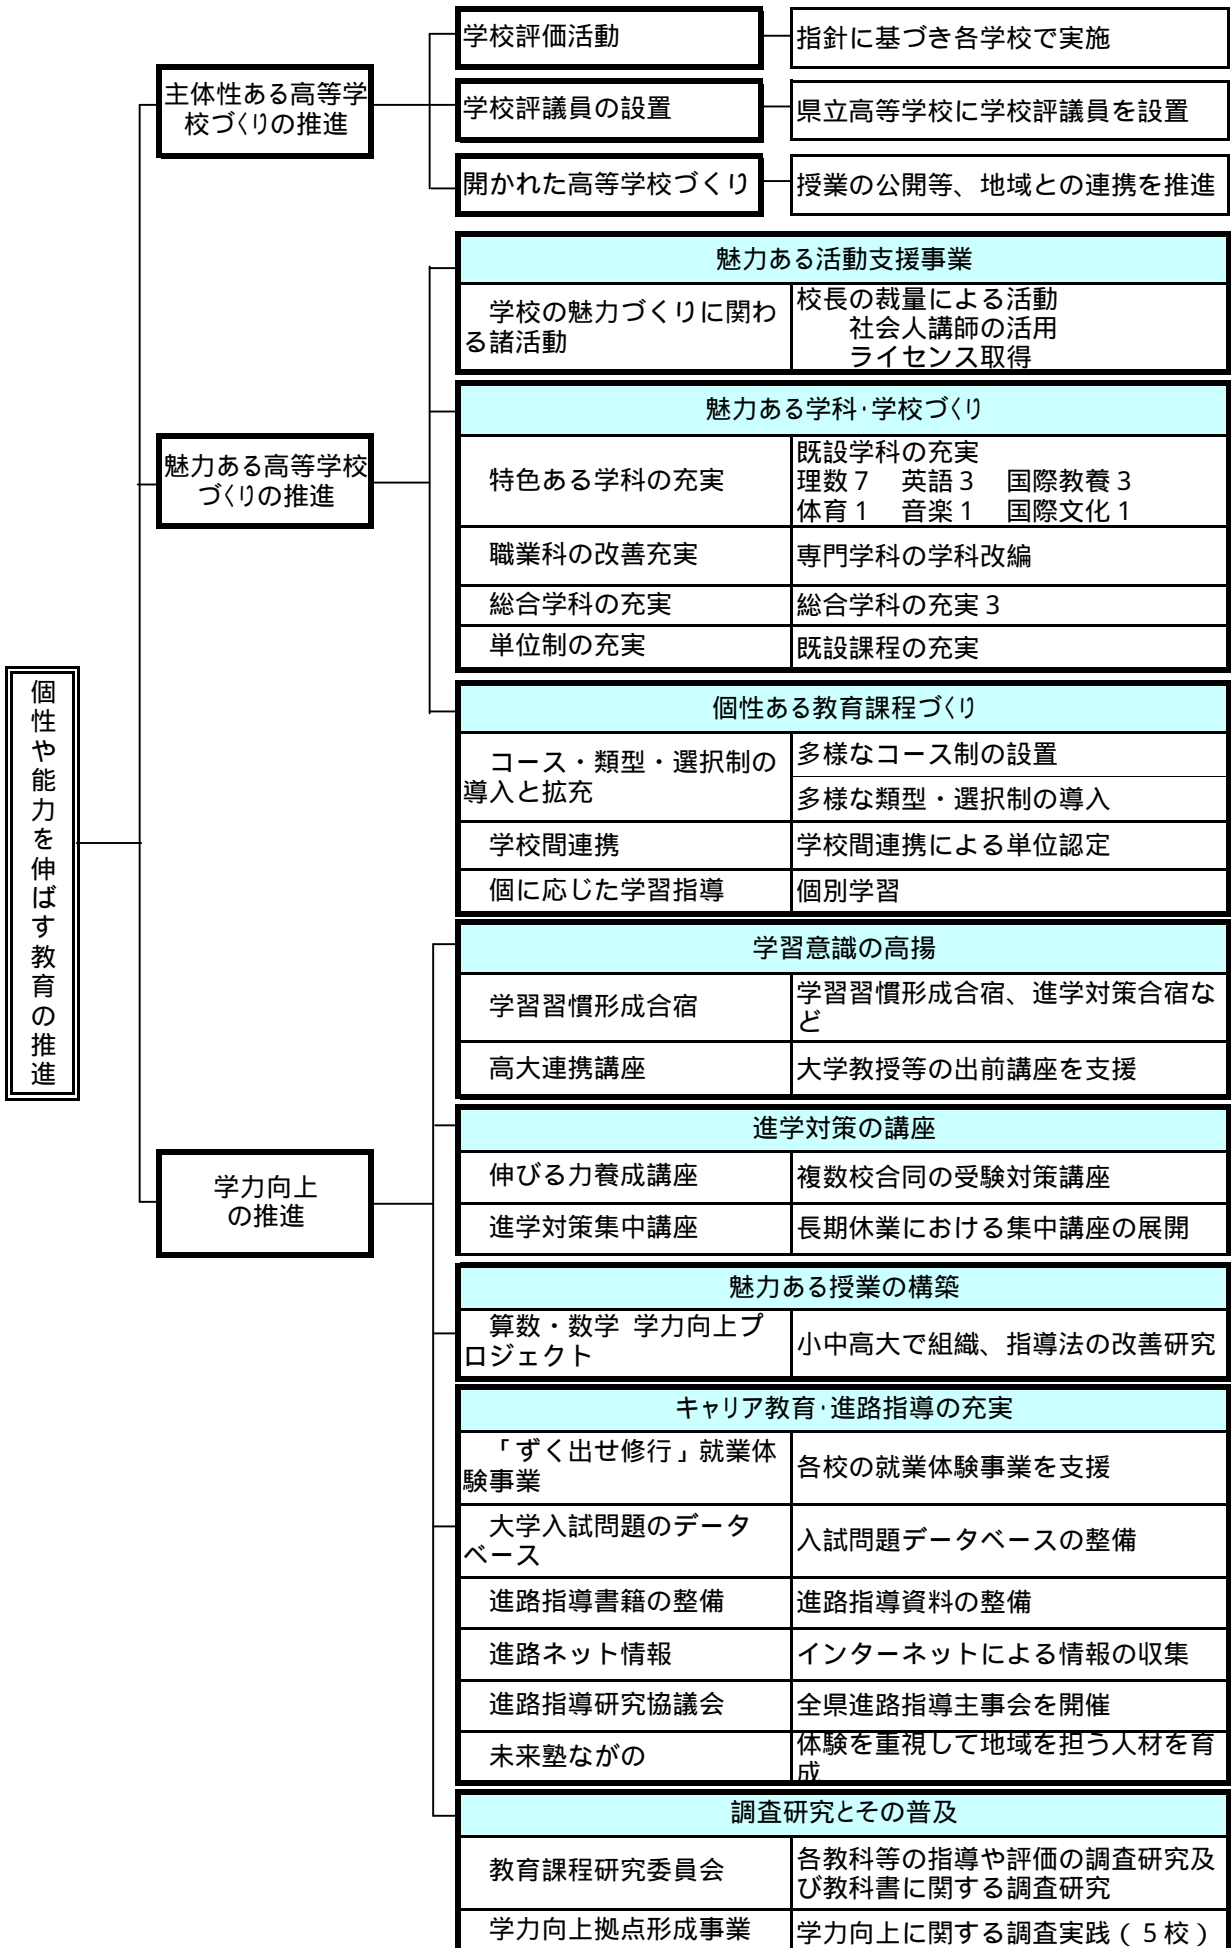 学校評価活動
指針に基づき各学校で実施
主体性ある高等学
校づくりの推進
学校評議員の設置
県立高等学校に学校評議員を設置
開かれた高等学校づくり
授業の公開等、地域との連携を推進
魅力ある活動支援事業
学校の魅力づくりに関わ
る諸活動
校長の裁量による活動
社会人講師の活用
ライセンス取得
魅力ある高等学校
づくりの推進
魅力ある学科・学校づくり
特色ある学科の充実
既設学科の充実
理数7 英語3 国際教養3
体育1 音楽1 国際文化1
職業科の改善充実
専門学科の学科改編
総合学科の充実
総合学科の充実3
単位制の充実
既設課程の充実
個性や能力を伸ばす教育の推進
個性ある教育課程づくり
コース・類型・選択制の
導入と拡充
多様なコース制の設置
多様な類型・選択制の導入
学校間連携
学校間連携による単位認定
個に応じた学習指導
個別学習
学力向上
の推進
学習意識の高揚
学習習慣形成合宿
学習習慣形成合宿、進学対策合宿な
ど
高大連携講座
大学教授等の出前講座を支援
進学対策の講座
伸びる力養成講座
複数校合同の受験対策講座
進学対策集中講座
長期休業における集中講座の展開
魅力ある授業の構築
算数・数学 学力向上プ
ロジェクト
小中高大で組織、指導法の改善研究
キャリア教育・進路指導の充実
「ずく出せ修行」就業体
験事業
各校の就業体験事業を支援
大学入試問題のデータ
ベース
入試問題データベースの整備
進路指導書籍の整備
進路指導資料の整備
進路ネット情報
インターネットによる情報の収集
進路指導研究協議会
全県進路指導主事会を開催
未来塾ながの
体験を重視して地域を担う人材を育
成
調査研究とその普及
教育課程研究委員会
各教科等の指導や評価の調査研究及
び教科書に関する調査研究
学力向上拠点形成事業
学力向上に関する調査実践(5校)